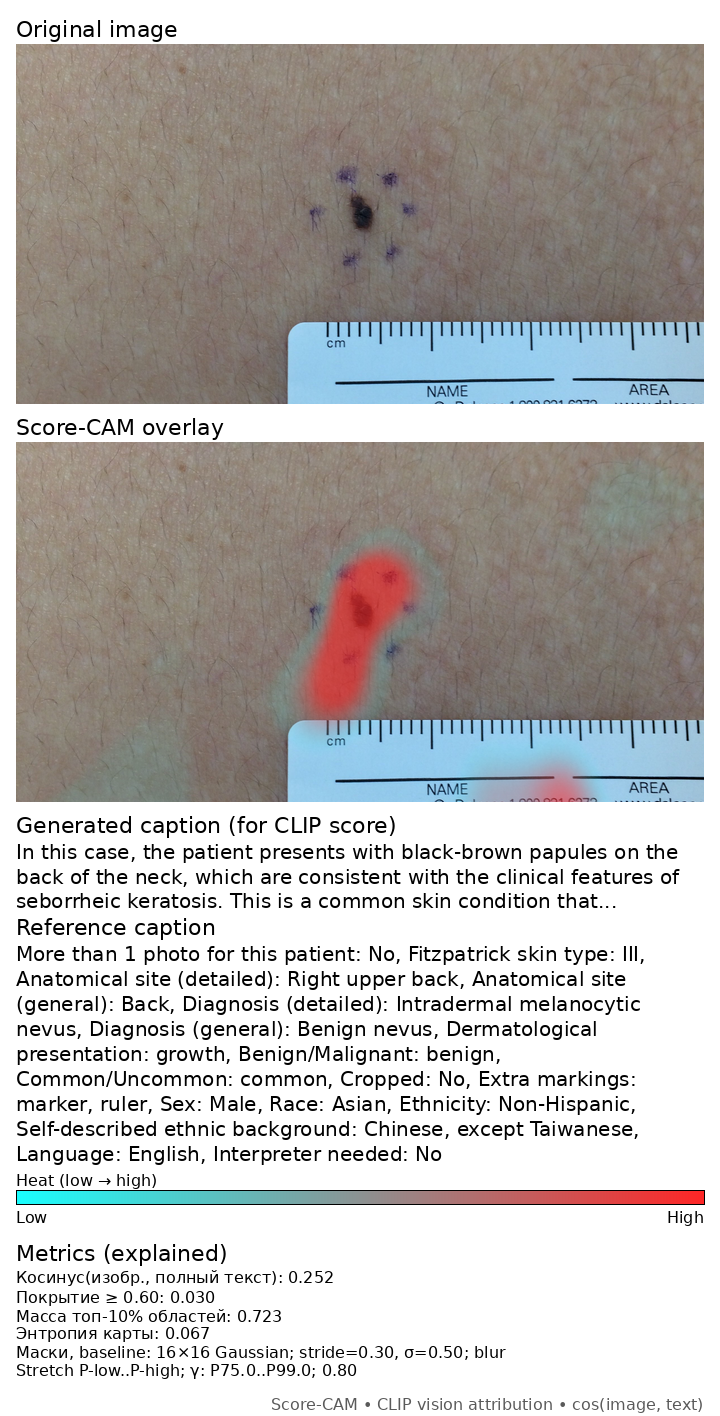 Original image
cm
NAME
AREA
Score-CAM overlay
cm
NAME
AREA
Generated caption (for CLIP score)
In this case, the patient presents with black-brown papules on the
back of the neck, which are consistent with the clinical features of
seborrheic keratosis. This is a common skin condition that...
Reference caption
More than 1 photo for this patient: No, Fitzpatrick skin type: III,
Anatomical site (detailed): Right upper back, Anatomical site
(general): Back, Diagnosis (detailed): Intradermal melanocytic
nevus, Diagnosis (general): Benign nevus, Dermatological
presentation: growth, Benign/Malignant: benign,
Common/Uncommon: common, Cropped: No, Extra markings:
marker, ruler, Sex: Male, Race: Asian, Ethnicity: Non-Hispanic,
Self-described ethnic background: Chinese, except Taiwanese,
Language: English, Interpreter needed: No
Heat (low → high)
Low High
Metrics (explained)
Косинус(изобр., полный текст): 0.252
Покрытие ≥ 0.60: 0.030
Масса топ-10% областей: 0.723
Энтропия карты: 0.067
Маски, baseline: 16×16 Gaussian; stride=0.30, σ=0.50; blur
Stretch P-low..P-high; γ: P75.0..P99.0; 0.80
Score-CAM • CLIP vision attribution • cos(image, text)